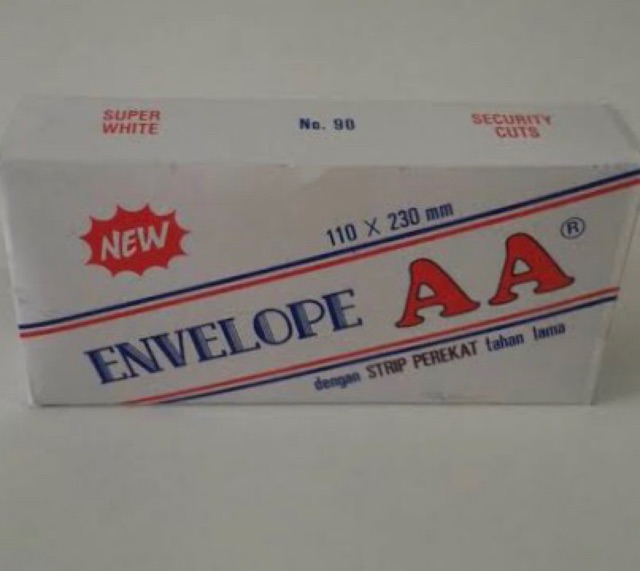 SUPER
WHITE
No. 90
SECURITY
CUTS
NEW
110 X 230 mm
ENVELOPE AA®
dengan STRIP PEREKAT tahan lama